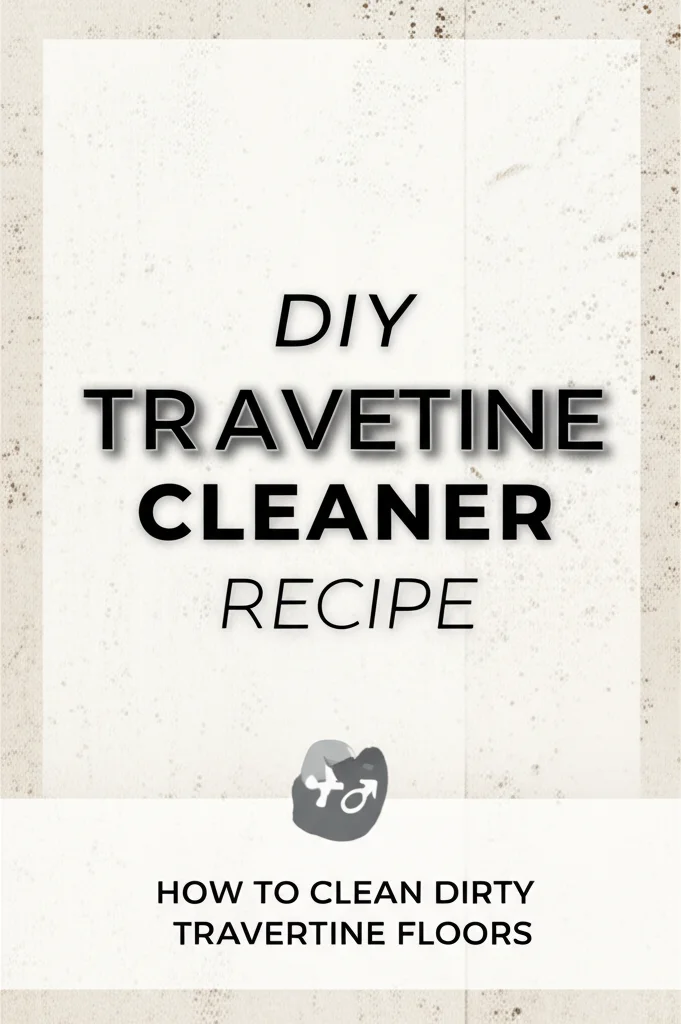 DIY
TRAVETINE
CLEANER
RECIPE
HOW TO CLEAN DIRTY
TRAVERTINE FLOORS